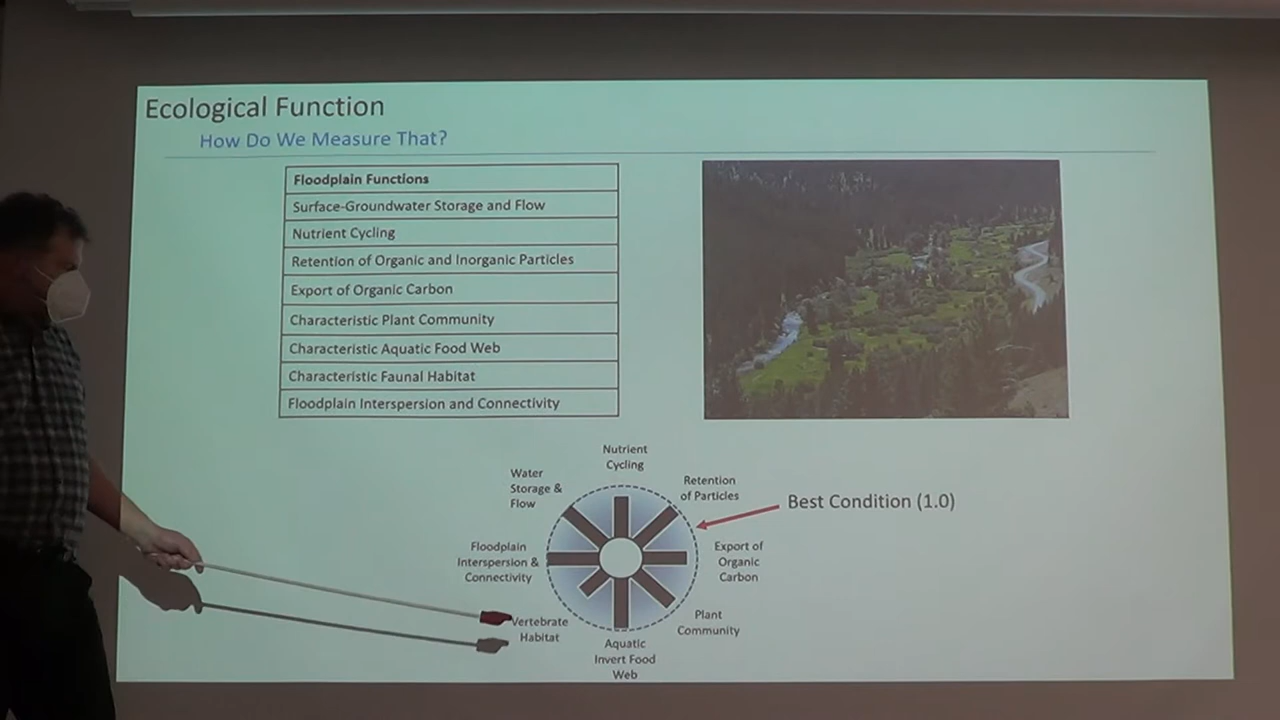 Ecological Function
How Do We Measure That?
Floodplain Functions
Surface-Groundwater Storage and Flow
Nutrient Cycling
Retention of Organic and Inorganic Particles
Export of Organic Carbon
Characteristic Plant Community
Characteristic Aquatic Food Web
Characteristic Faunal Habitat
Floodplain Interspersion and Connectivity
Nutrient
Cycling
Water
Storage &
Flow
Retention
of Particles
Best Condition (1.0)
Floodplain
Interspersion &
Connectivity
Export of
Organic
Carbon
Vertebrate
Habitat
Plant
Community
Aquatic
Invert Food
Web